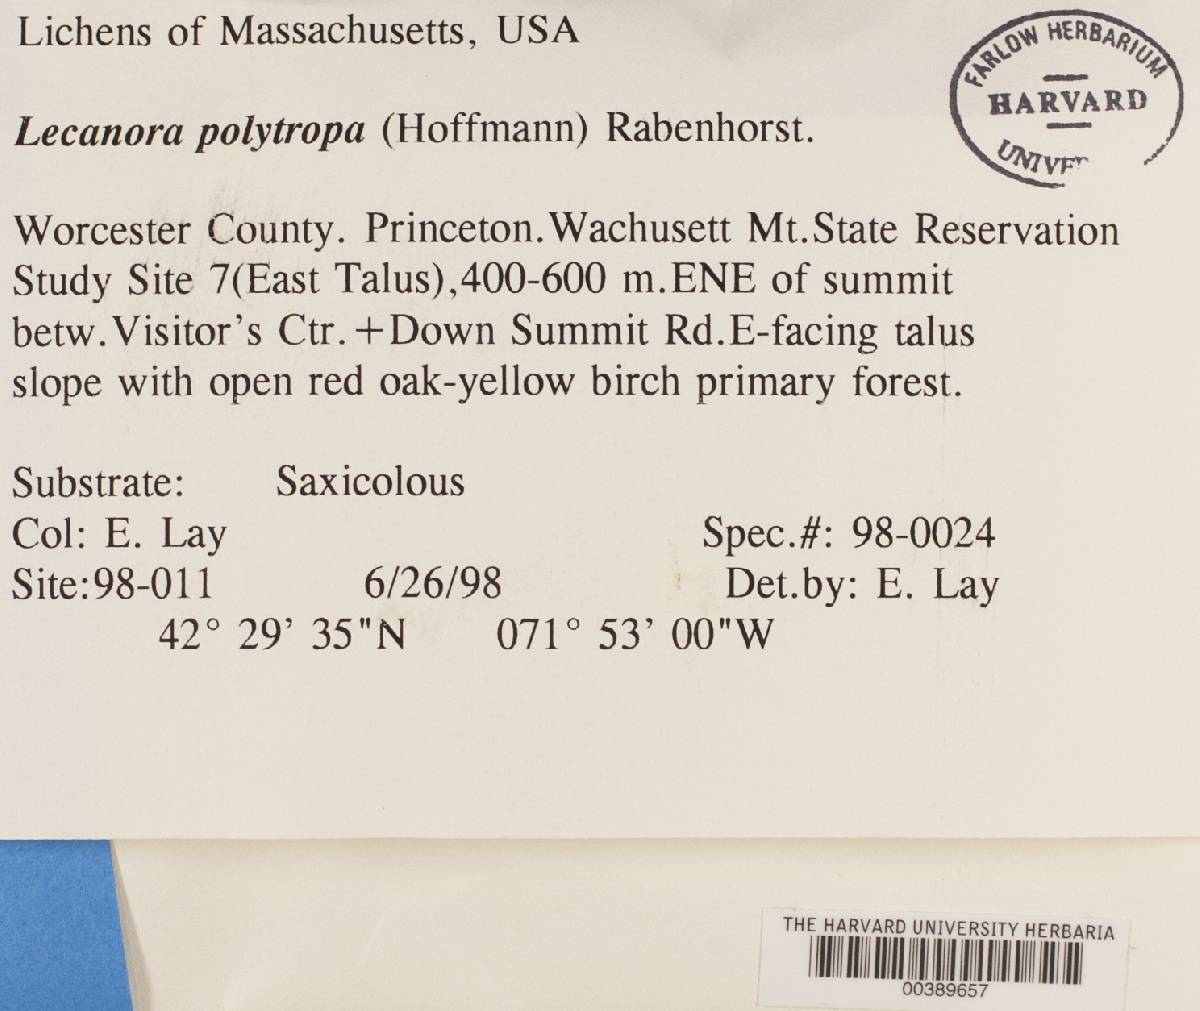 Lichens of Massachusetts, USA
FARLOW HERBARIUM
HARVARD
Lecanora polytropa (Hoffmann) Rabenhorst.
Worcester County. Princeton.Wachusett Mt.State Reservation
Study Site 7(East Talus),400-600 m.ENE of summit
betw.Visitor's Ctr.+Down Summit Rd.E-facing talus
slope with open red oak-yellow birch primary forest.
Substrate: Saxicolous
Col: E. Lay Spec.#: 98-0024
Site:98-011 6/26/98 Det.by: E. Lay
42° 29' 35"N 071° 53' 00"W
THE HARVARD UNIVERSITY HERBARIA
00389657